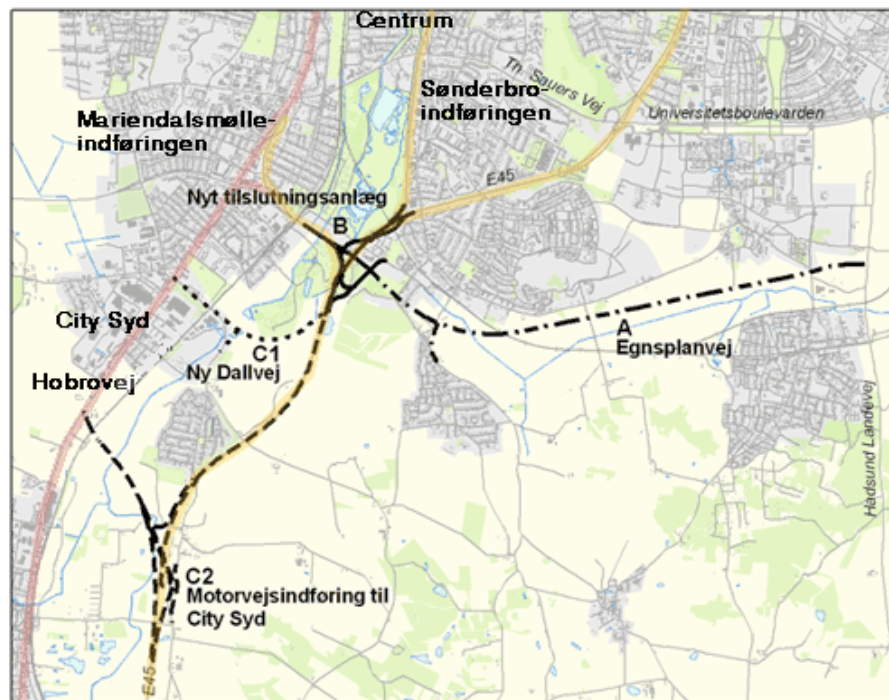 Centrum
Th. Sauers Vej
Sønderbro-
indføringen
Universitetsboulevarden
Mariendalsmølle-
indføringen
E45
Nyt tilslutningsanlæg
B
City Syd
A
Egnsplanvej
C1
Ny Dallvej
Hobrovej
Hadsund Landevej
C2
Motorvejsindføring til
City Syd
E45